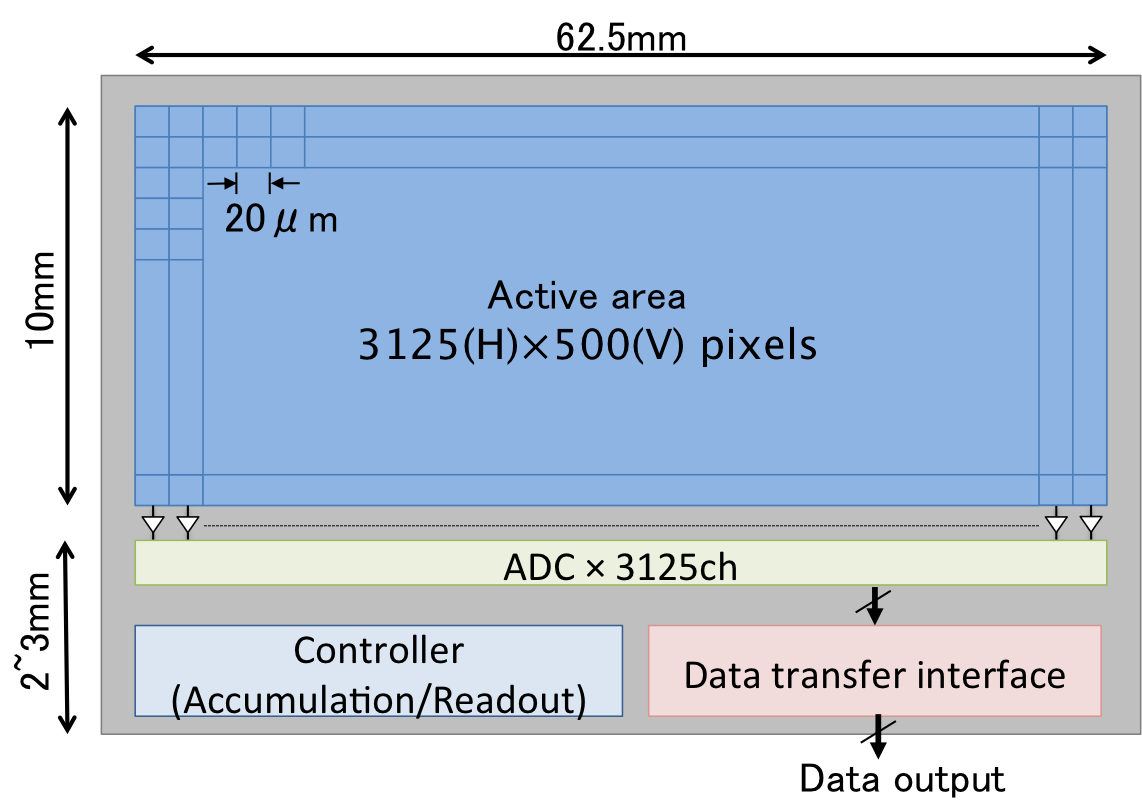 62.5mm
20 μ m
10mm
Active area
3125(H)×500(V) pixels
ADC × 3125ch
2~3mm
Controller
(Accumulation/Readout)
Data transfer interface
Data output